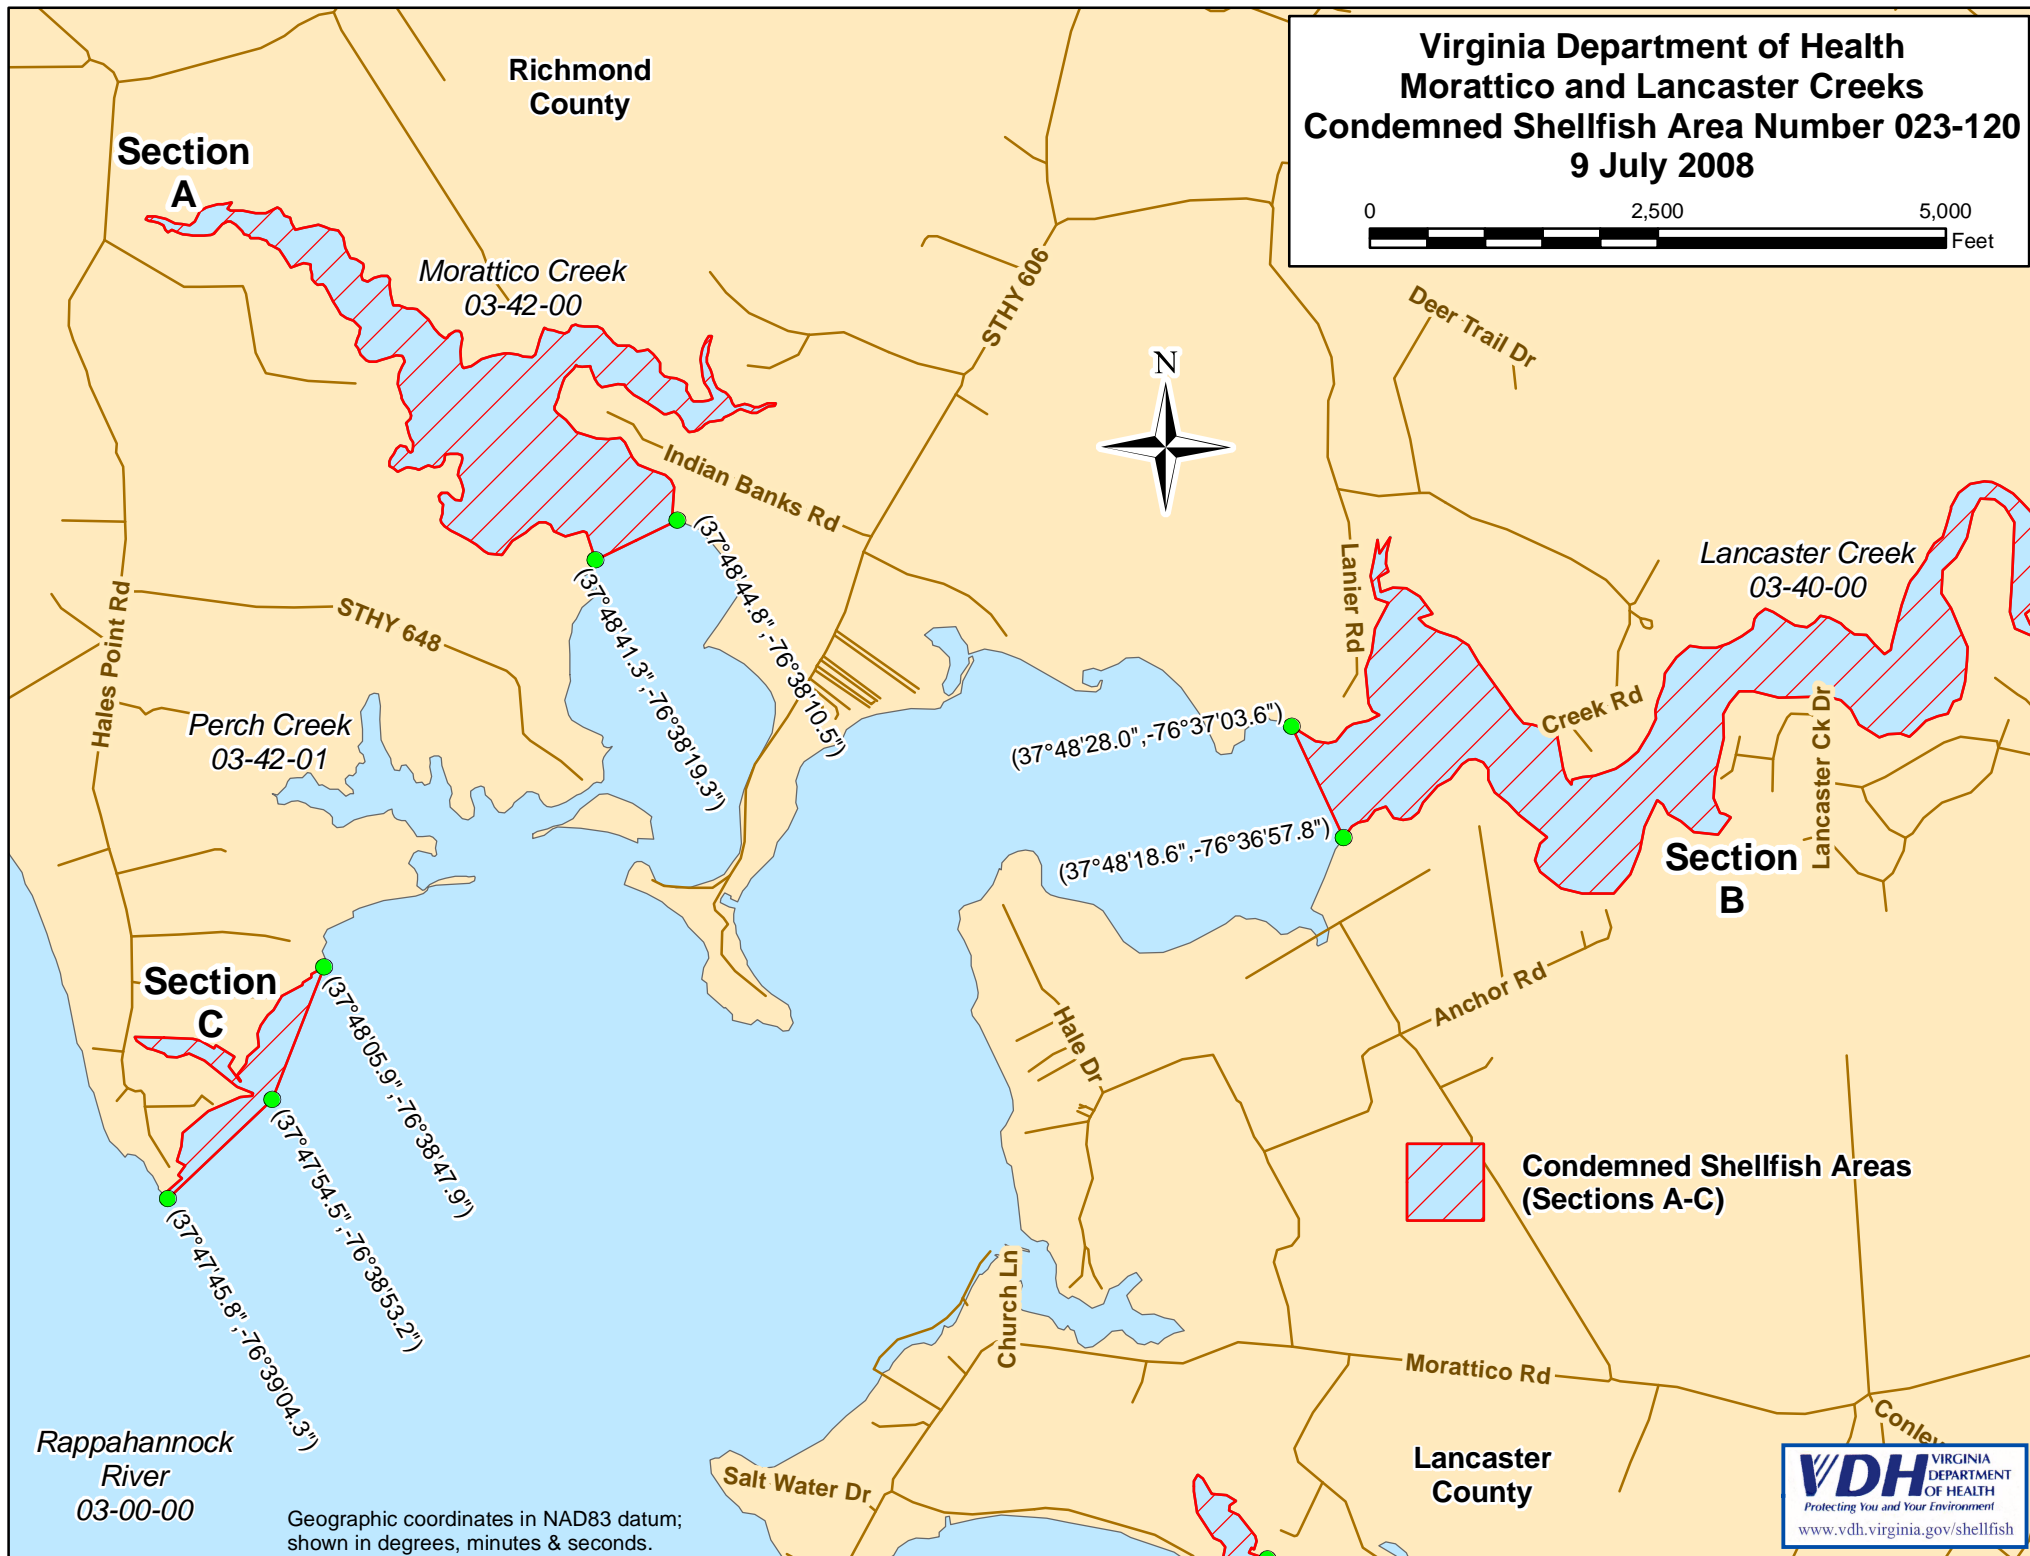 Virginia Department of Health
Morattico and Lancaster Creeks
Condemned Shellfish Area Number 023-120
9 July 2008
0 2,500 5,000
Feet
Richmond
County
Section
A
Morattico Creek
03-42-00
STHY 606
N
Deer Trail Dr
Indian Banks Rd
(37°48'44.8",-76°38'10.5")
(37°48'41.3",-76°38'19.3")
Lanier Rd
Lancaster Creek
03-40-00
Hales Point Rd
STHY 648
Perch Creek
03-42-01
(37°48'28.0",-76°37'03.6")
Creek Rd
Lancaster Ck Dr
(37°48'18.6",-76°36'57.8")
Section
B
Section
C
(37°48'05.9",-76°38'47.9")
(37°47'54.5",-76°38'53.2")
(37°47'45.8",-76°39'04.3")
Anchor Rd
Hale Dr
Condemned Shellfish Areas
(Sections A-C)
Church Ln
Morattico Rd
Conley
Rappahannock
River
03-00-00
Salt Water Dr
Lancaster
County
Geographic coordinates in NAD83 datum;
shown in degrees, minutes & seconds.
VDH VIRGINIA
DEPARTMENT
OF HEALTH
Protecting You and Your Environment
www.vdh.virginia.gov/shellfish